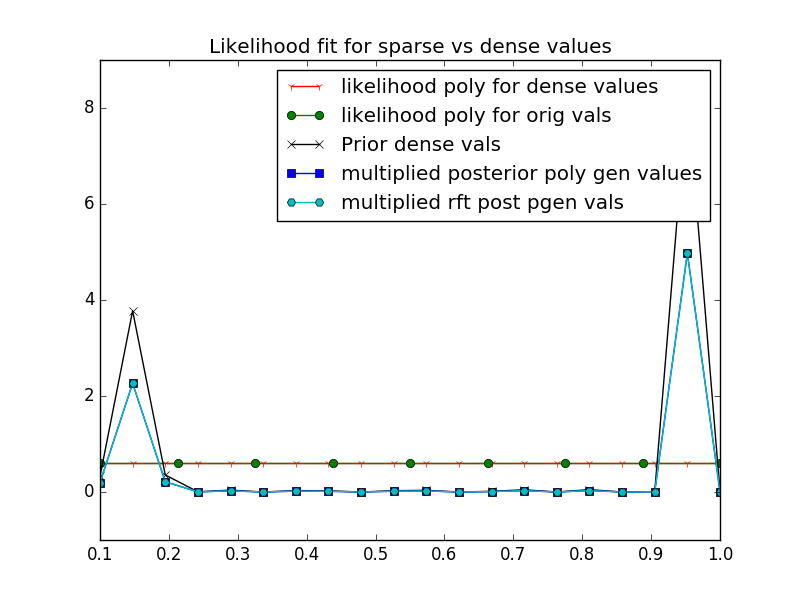 Likelihood fit for sparse vs dense values
likelihood poly for dense values
likelihood poly for orig vals
Prior dense vals
multiplied posterior poly gen values
multiplied rft post pgen vals
8
6
4
2
0
0.1 0.2 0.3 0.4 0.5 0.6 0.7 0.8 0.9 1.0